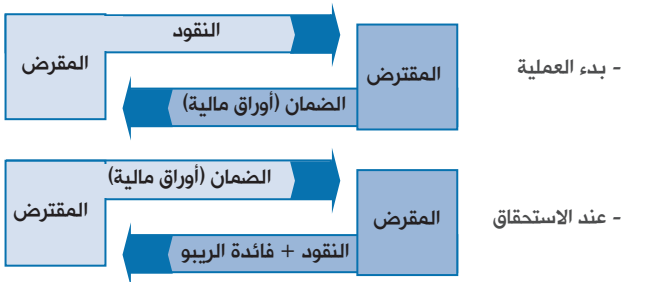 - بدء العملية
النقود
المقترض
المقرض
الضمان (أوراق مالية)
- عند الاستحقاق
الضمان (أوراق مالية)
المقرض
المقترض
النقود + فائدة الريبو